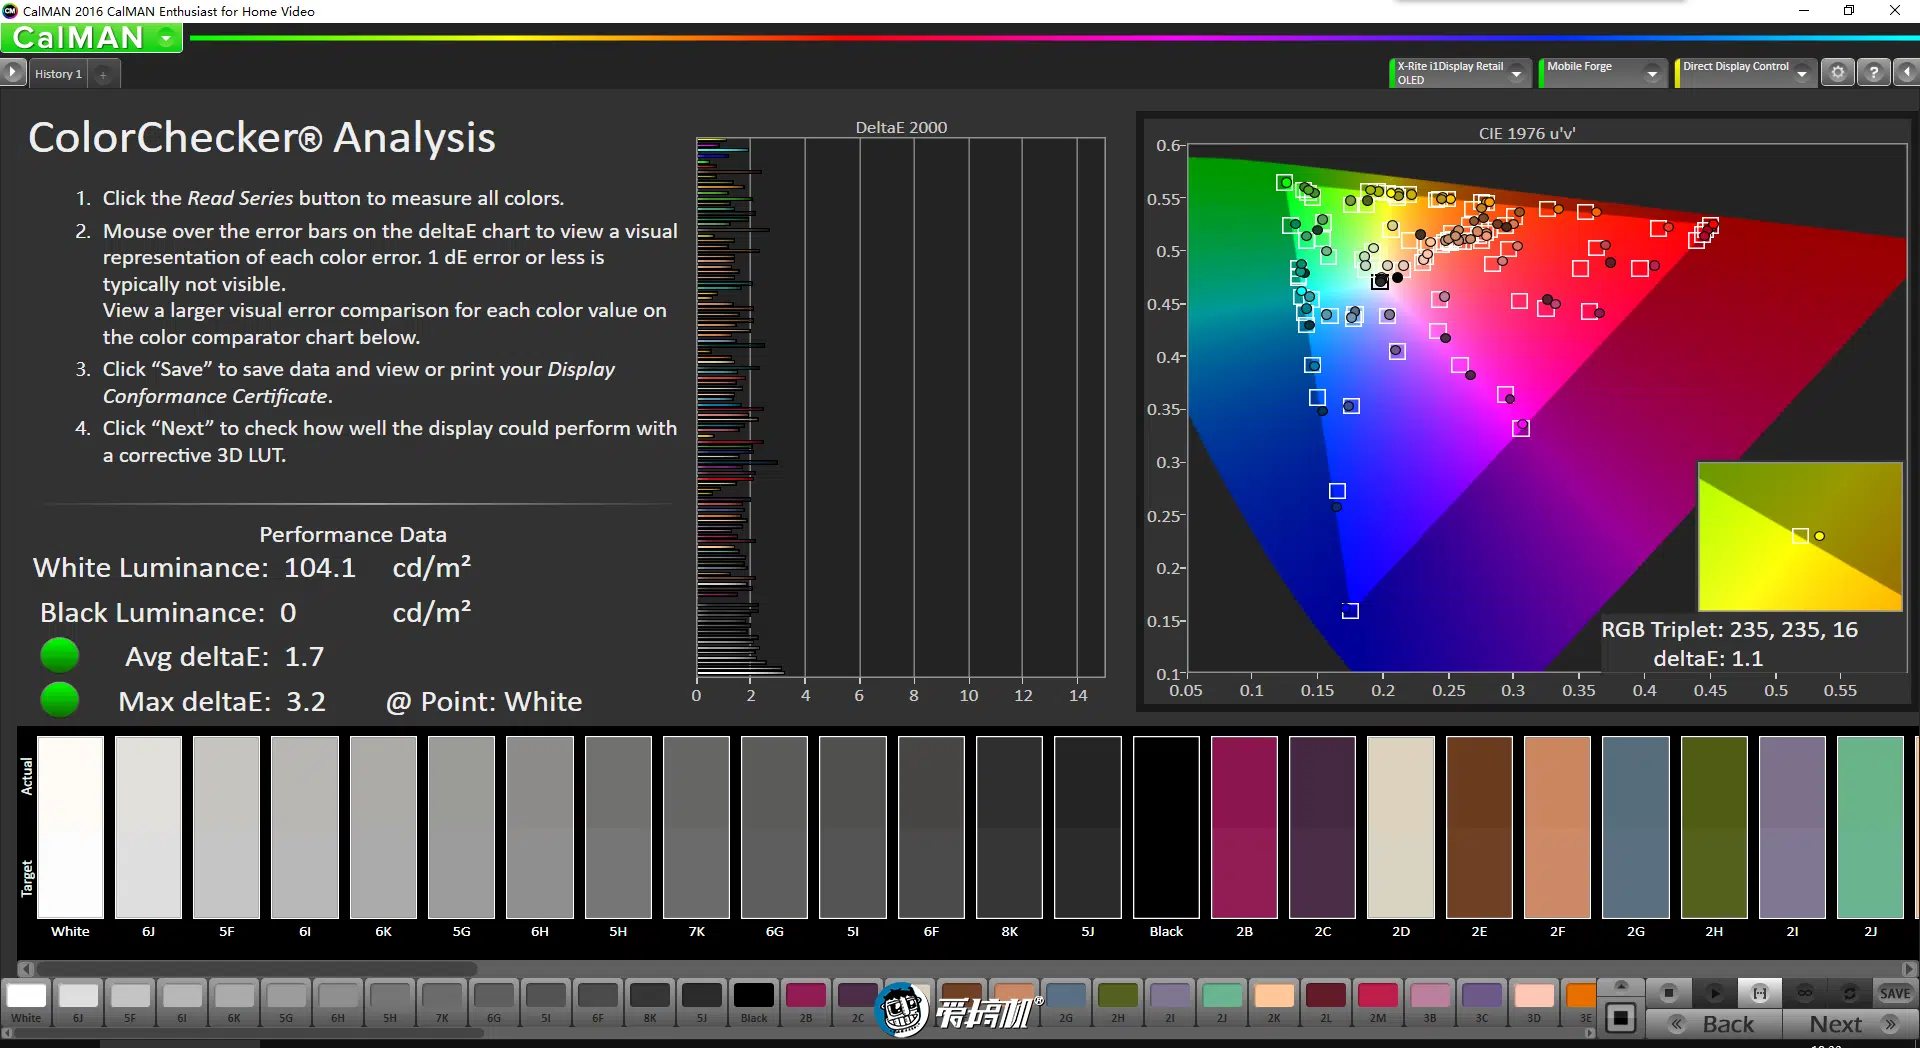 CalMAN 2016 CalMAN Enthusiast for Home Video
CalMAN
History 1
X-Rite i1Display Retail
OLED
Mobile Forge
Direct Display Control
ColorChecker® Analysis
1. Click the Read Series button to measure all colors.
2. Mouse over the error bars on the deltaE chart to view a visual
representation of each color error. 1 dE error or less is
typically not visible.
View a larger visual error comparison for each color value on
the color comparator chart below.
3. Click “Save” to save data and view or print your Display
Conformance Certificate.
4. Click “Next” to check how well the display could perform with
a corrective 3D LUT.
Performance Data
White Luminance: 104.1 cd/m²
Black Luminance: 0 cd/m²
Avg deltaE: 1.7
Max deltaE: 3.2 @ Point: White
DeltaE 2000
0 2 4 6 8 10 12 14
CIE 1976 u'v'
0.6
0.55
0.5
0.45
0.4
0.35
0.3
0.25
0.2
0.15
0.1
0.05 0.1 0.15 0.2 0.25 0.3 0.35 0.4 0.45 0.5 0.55
RGB Triplet: 235, 235, 16
deltaE: 1.1
Actual
Target
White 6J 5F 6I 6K 5G 6H 5H 7K 6G 5I 6F 8K 5J Black 2B 2C 2D 2E 2F 2G 2H 2I 2J
White 6J 5F 6I 6K 5G 6H 5H 7K 6G 5I 6F 8K 5J Black 2B 2C 2G 2H 2I 2J 2K 2L 2M 3B 3C 3D 3E
爱搞机®
SAVE
Back
Next